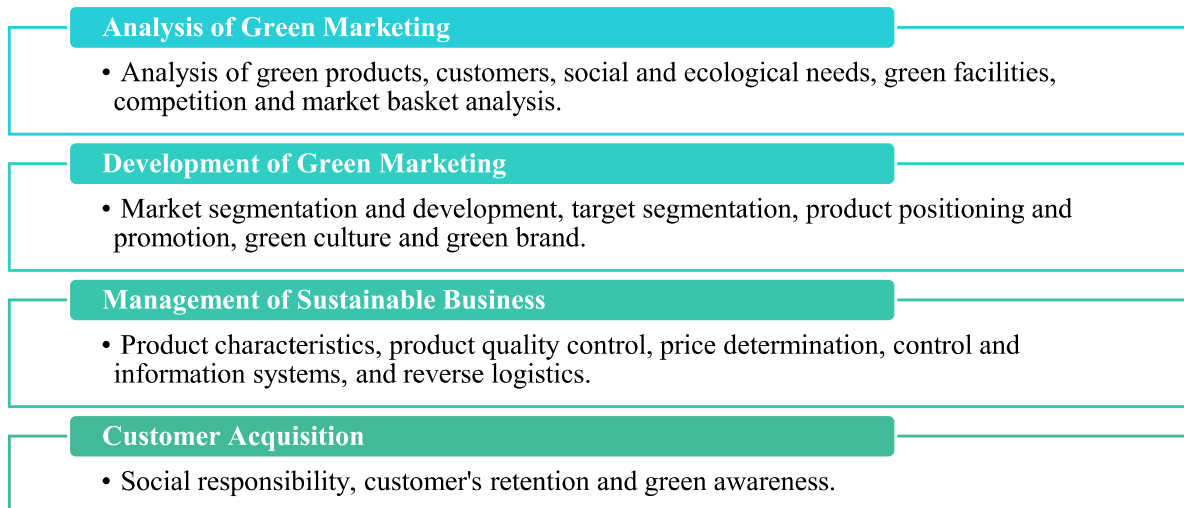 Analysis of Green Marketing
• Analysis of green products, customers, social and ecological needs, green facilities,
competition and market basket analysis.
Development of Green Marketing
• Market segmentation and development, target segmentation, product positioning and
promotion, green culture and green brand.
Management of Sustainable Business
• Product characteristics, product quality control, price determination, control and
information systems, and reverse logistics.
Customer Acquisition
• Social responsibility, customer's retention and green awareness.